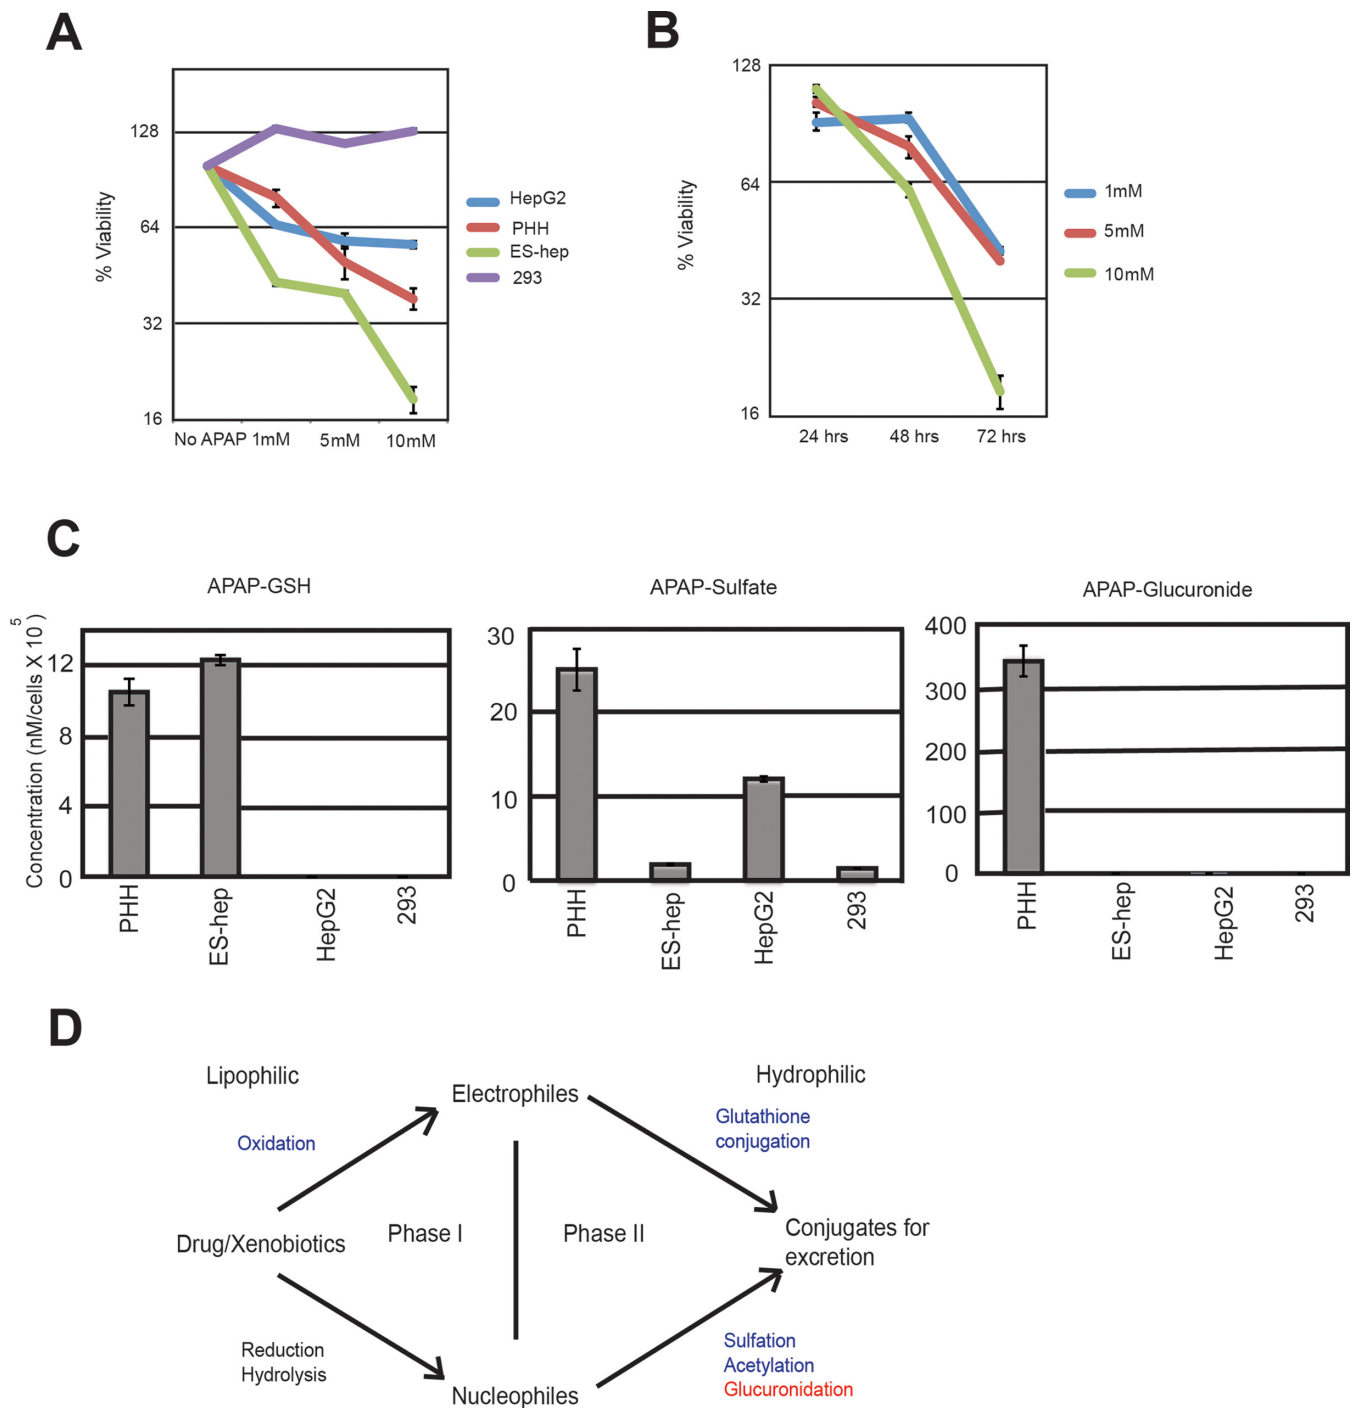 A
128
64
32
16
% Viability
No APAP 1mM 5mM 10mM
HepG2
PHH
ES-hep
293
B
128
64
32
16
% Viability
24 hrs 48 hrs 72 hrs
1mM
5mM
10mM
C
APAP-GSH
Concentration (nM/cells X 10 5 )
12
8
4
0
PHH
ES-hep
HepG2
293
APAP-Sulfate
30
20
10
0
PHH
ES-hep
HepG2
293
APAP-Glucuronide
400
300
200
100
0
PHH
ES-hep
HepG2
293
D
Lipophilic
Electrophiles
Hydrophilic
Oxidation
Glutathione
conjugation
Drug/Xenobiotics
Phase I
Phase II
Conjugates for
excretion
Reduction
Hydrolysis
Nucleophiles
Sulfation
Acetylation
Glucuronidation